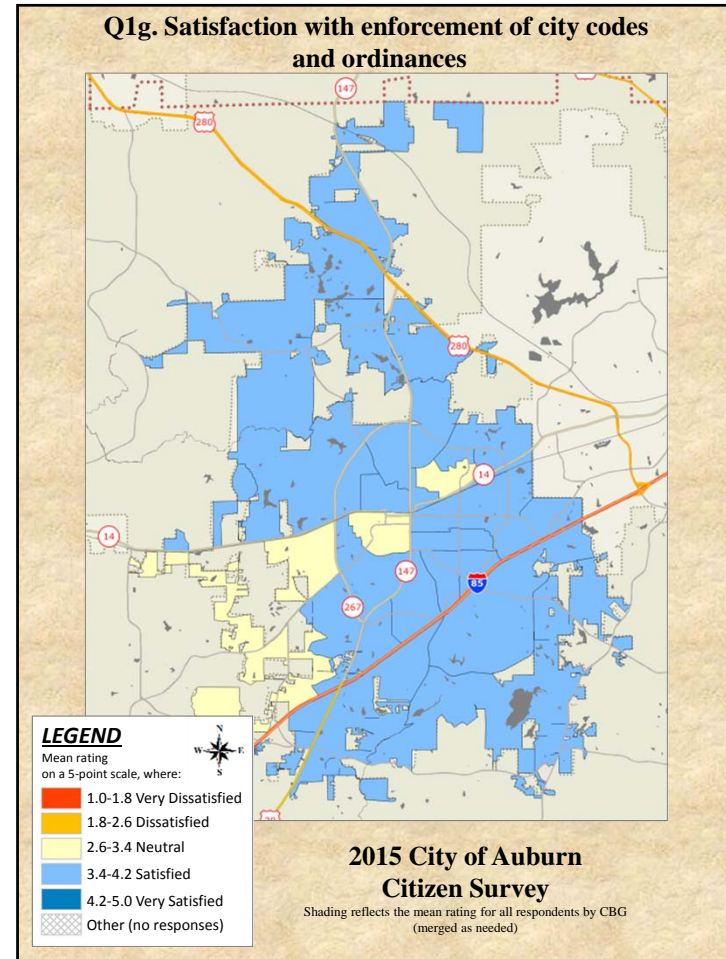 Q1g. Satisfaction with enforcement of city codes
and ordinances
147
280
280
14
14
147
85
267
LEGEND
Mean rating
on a 5-point scale, where:
N
W E
S
1.0-1.8 Very Dissatisfied
1.8-2.6 Dissatisfied
2.6-3.4 Neutral
3.4-4.2 Satisfied
4.2-5.0 Very Satisfied
Other (no responses)
2015 City of Auburn
Citizen Survey
Shading reflects the mean rating for all respondents by CBG
(merged as needed)